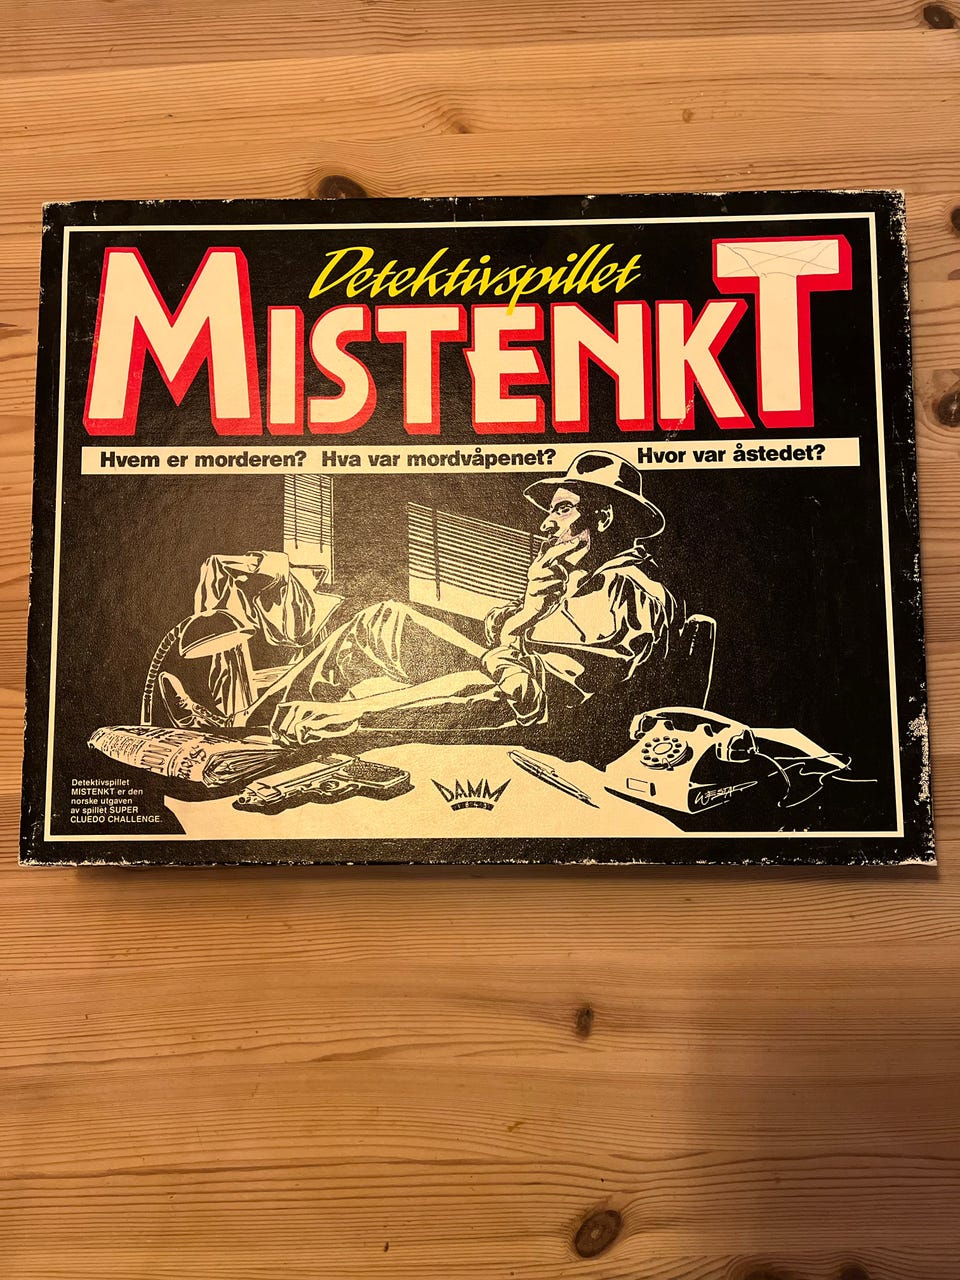 Detektivspillet
MISTENKT
Hvem er morderen? Hva var mordvåpenet? Hvor var åstedet?
Detektivspillet
MISTENKT er den
norske utgaven
av spillet SUPER
CLUEDO CHALLENGE.
DAMM
1843